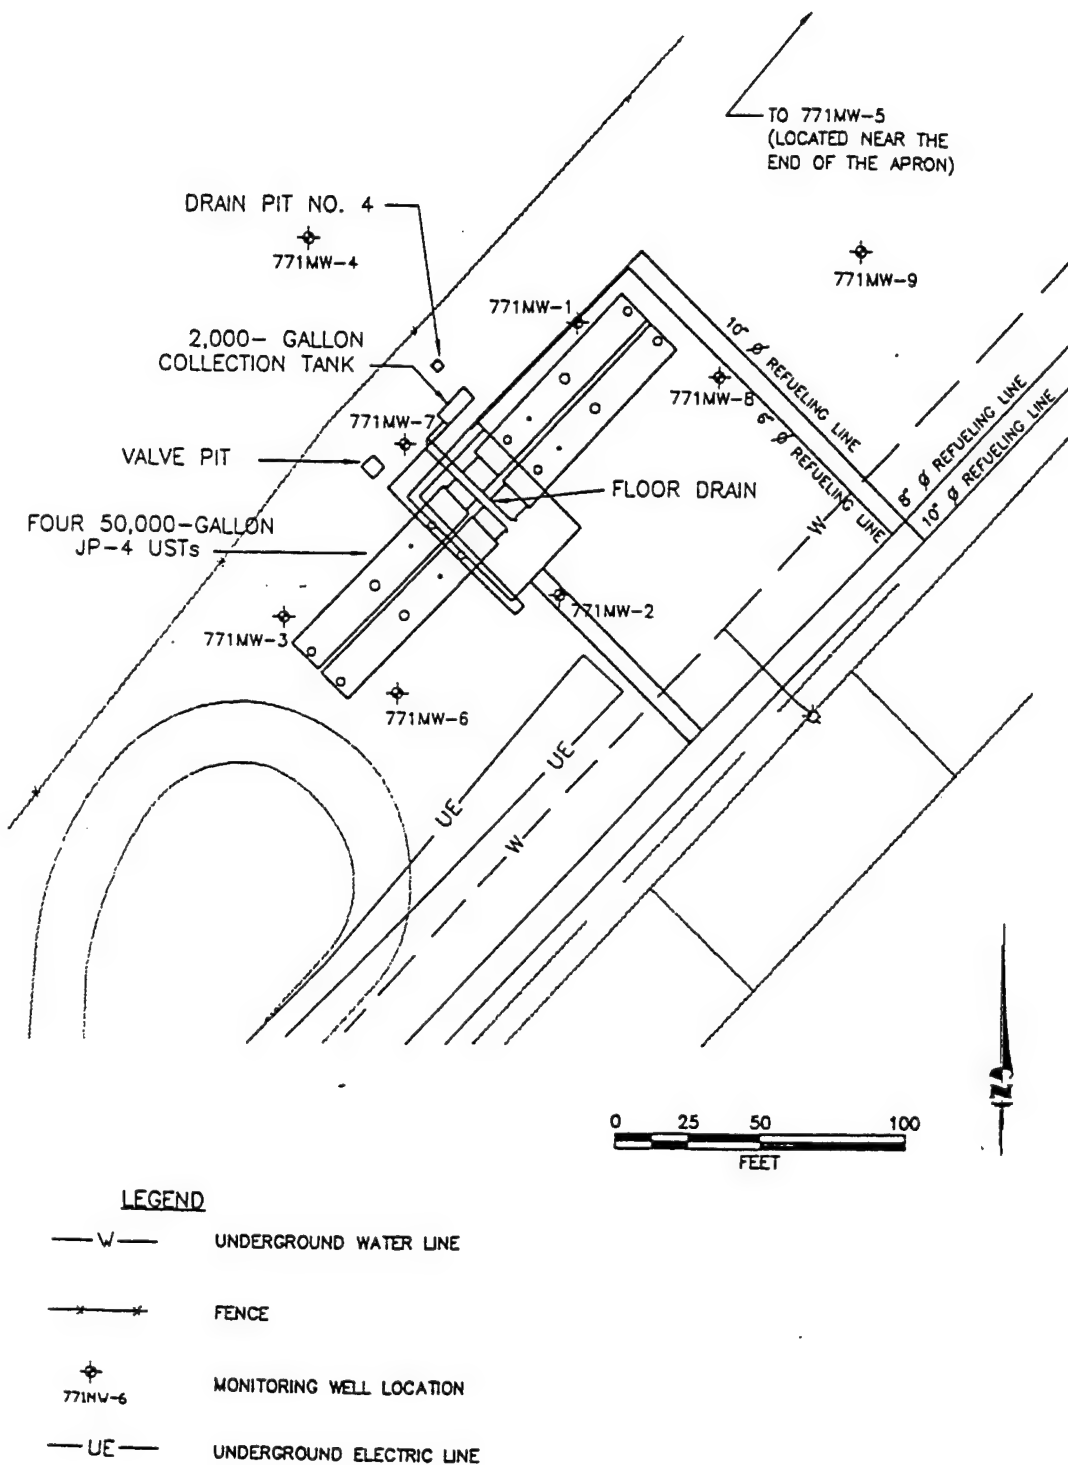 TO 771MW-5
(LOCATED NEAR THE
END OF THE APRON)
DRAIN PIT NO. 4
771MW-4
771MW-9
771MW-1
2,000- GALLON
COLLECTION TANK
10" Ø REFUELING LINE
771MW-8
771MW-7
6" Ø REFUELING LINE
8" Ø REFUELING LINE
10" Ø REFUELING LINE
VALVE PIT
FLOOR DRAIN
W
FOUR 50,000-GALLON
JP-4 USTs
771MW-2
771MW-3
771MW-6
UE
UE
W
N
0 25 50 100
FEET
LEGEND
W UNDERGROUND WATER LINE
FENCE
771MW-6 MONITORING WELL LOCATION
UE UNDERGROUND ELECTRIC LINE